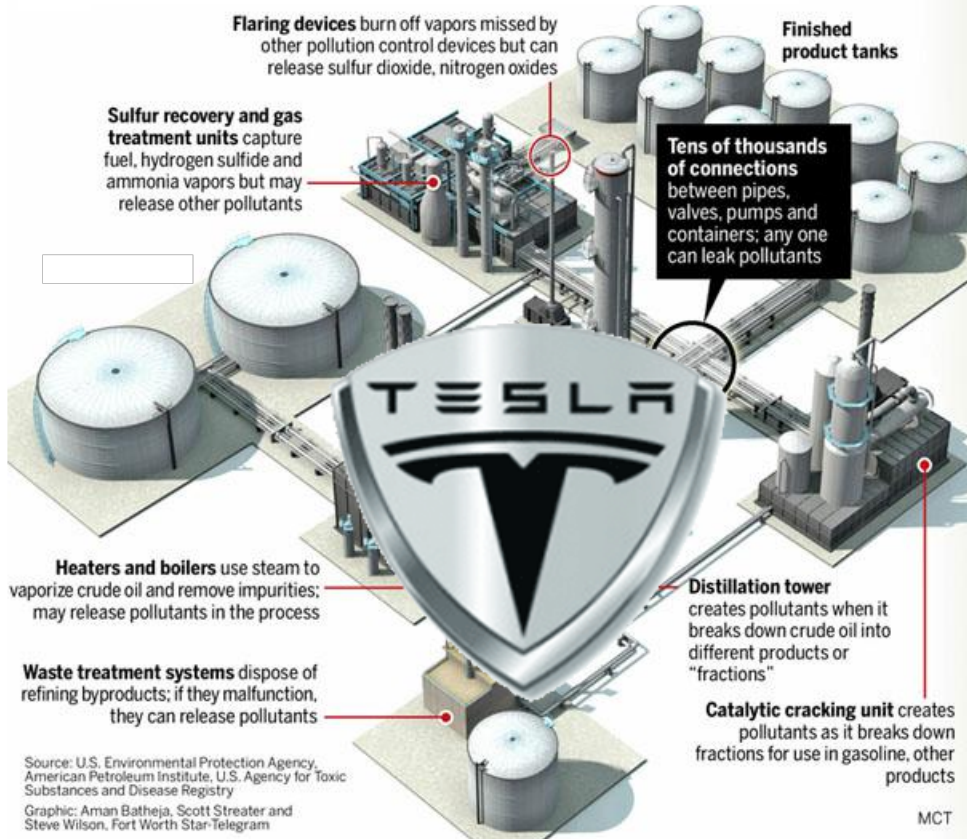 Flaring devices burn off vapors missed by
other pollution control devices but can
release sulfur dioxide, nitrogen oxides
Finished
product tanks
Sulfur recovery and gas
treatment units capture
fuel, hydrogen sulfide and
ammonia vapors but may
release other pollutants
Tens of thousands
of connections
between pipes,
valves, pumps and
containers; any one
can leak pollutants
TESLA
Heaters and boilers use steam to
vaporize crude oil and remove impurities;
may release pollutants in the process
Distillation tower
creates pollutants when it
breaks down crude oil into
different products or
“fractions”
Waste treatment systems dispose of
refining byproducts; if they malfunction,
they can release pollutants
Catalytic cracking unit creates
pollutants as it breaks down
fractions for use in gasoline, other
products
Source: U.S. Environmental Protection Agency,
American Petroleum Institute, U.S. Agency for Toxic
Substances and Disease Registry
Graphic: Aman Batheja, Scott Streater and
Steve Wilson, Fort Worth Star-Telegram
MCT